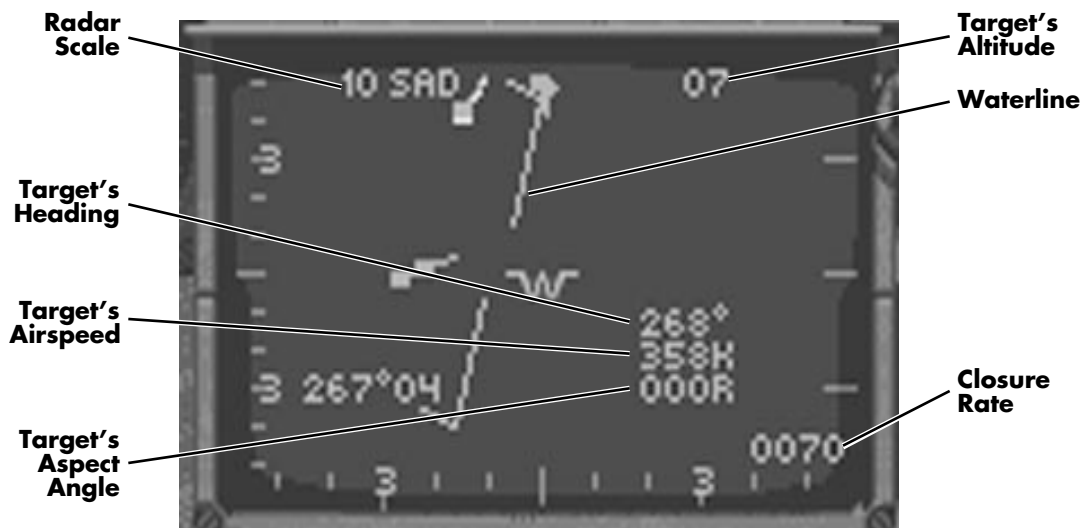 Radar
Scale
Target's
Altitude
Waterline
Target's
Heading
Target's
Airspeed
Target's
Aspect
Angle
Closure
Rate
10 SAD
07
3
W
268°
358K
3 267°04
000R
0070
3
3